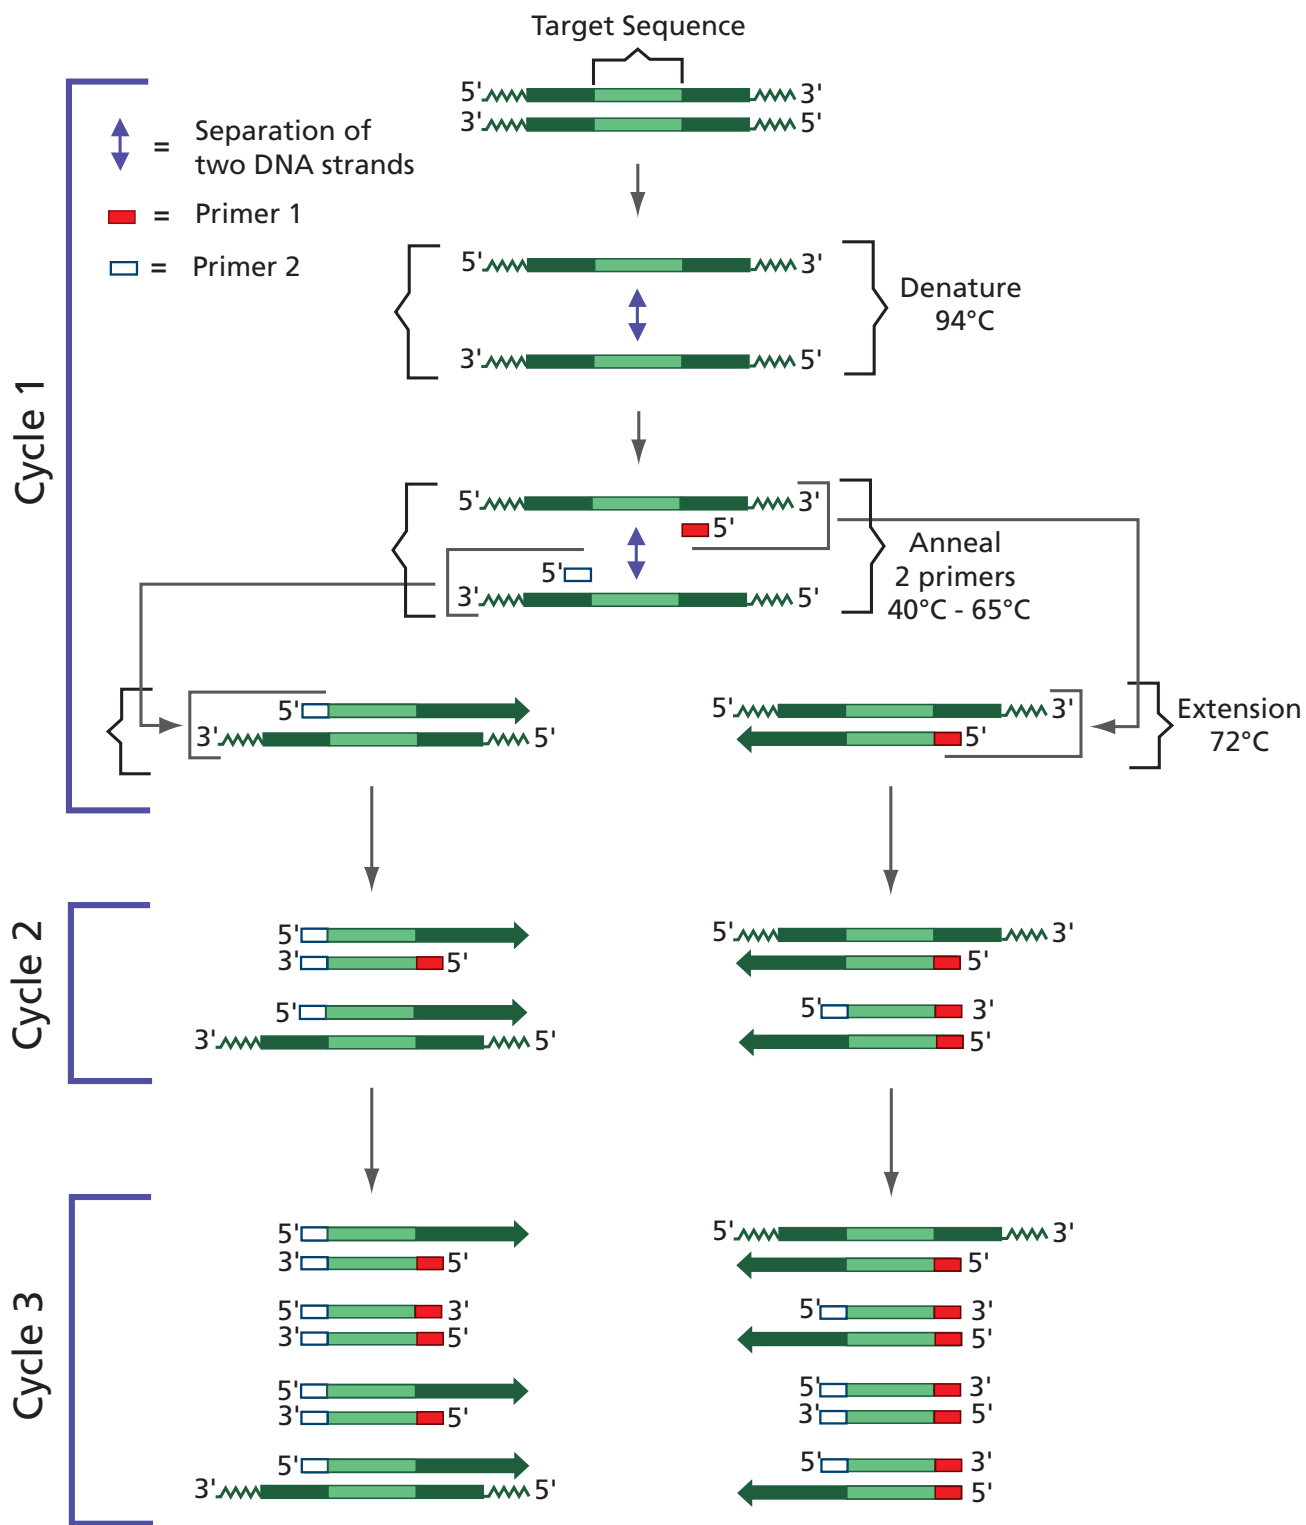 Target Sequence
5' 3'
3' 5'
= Separation of
two DNA strands
= Primer 1
= Primer 2
Cycle 1
5' 3'
Denature
94°C
3' 5'
5' 3'
5'
Anneal
2 primers
40°C - 65°C
5'
3' 5'
5'
3' 5'
5' 3'
5'
Extension
72°C
Cycle 2
5'
3' 5'
5'
3' 5'
5' 3'
5'
5' 3'
5'
Cycle 3
5'
3' 5'
5' 3'
3' 5'
5'
3' 5'
5'
3' 5'
5' 3'
5'
5' 3'
5'
5' 3'
3' 5'
5' 3'
5'